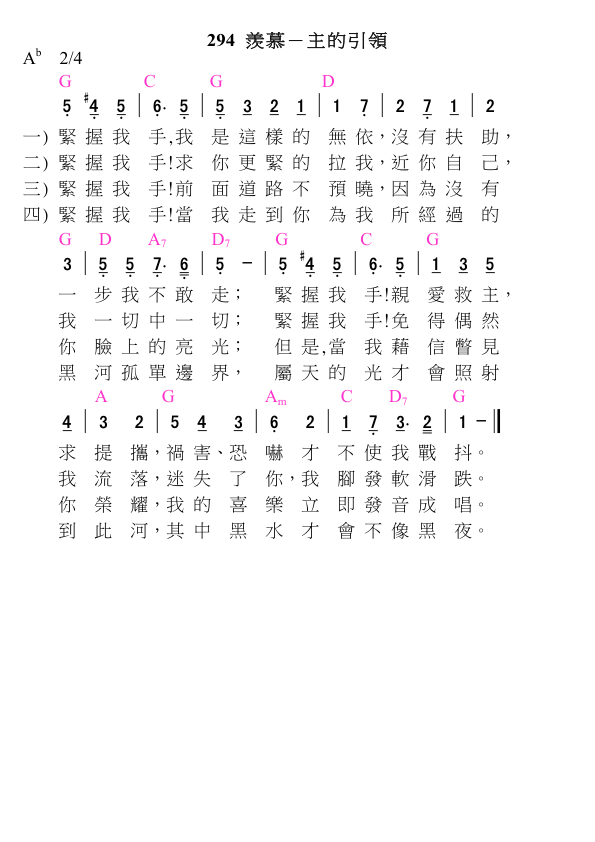 294 羨慕－主的引領
Ab 2/4
G C G D
5 #4 5 | 6· 5 | 5 3 2 1 | 1 7 | 2 7 1 | 2
一) 緊握我 手,我 是這樣的 無依，沒有扶 助，
二) 緊握我 手!求 你更緊的 拉我，近你自 己，
三) 緊握我 手!前 面道路不 預曉，因為沒 有
四) 緊握我 手!當 我走到你 為我 所經過 的
G D A7 D7 G C G
3 | 5 5 7· 6 | 5 － | 5 #4 5 | 6· 5 | 1 3 5
一 步我不敢 走； 緊握我 手!親 愛救主，
我 一切中一 切； 緊握我 手!免 得偶然
你 臉上的亮 光； 但是,當 我藉 信瞥見
黑 河孤單邊 界， 屬天的 光才 會照射
A G Am C D7 G
4 | 3 2 | 5 4 3 | 6 2 | 1 7 3· 2 | 1 － ‖
求 提 攜，禍害、恐 嚇 才 不使我戰 抖。
我 流 落，迷失了 你，我 腳發軟滑 跌。
你 榮 耀，我的喜 樂 立 即發音成 唱。
到 此 河，其中黑 水 才 會不像黑 夜。